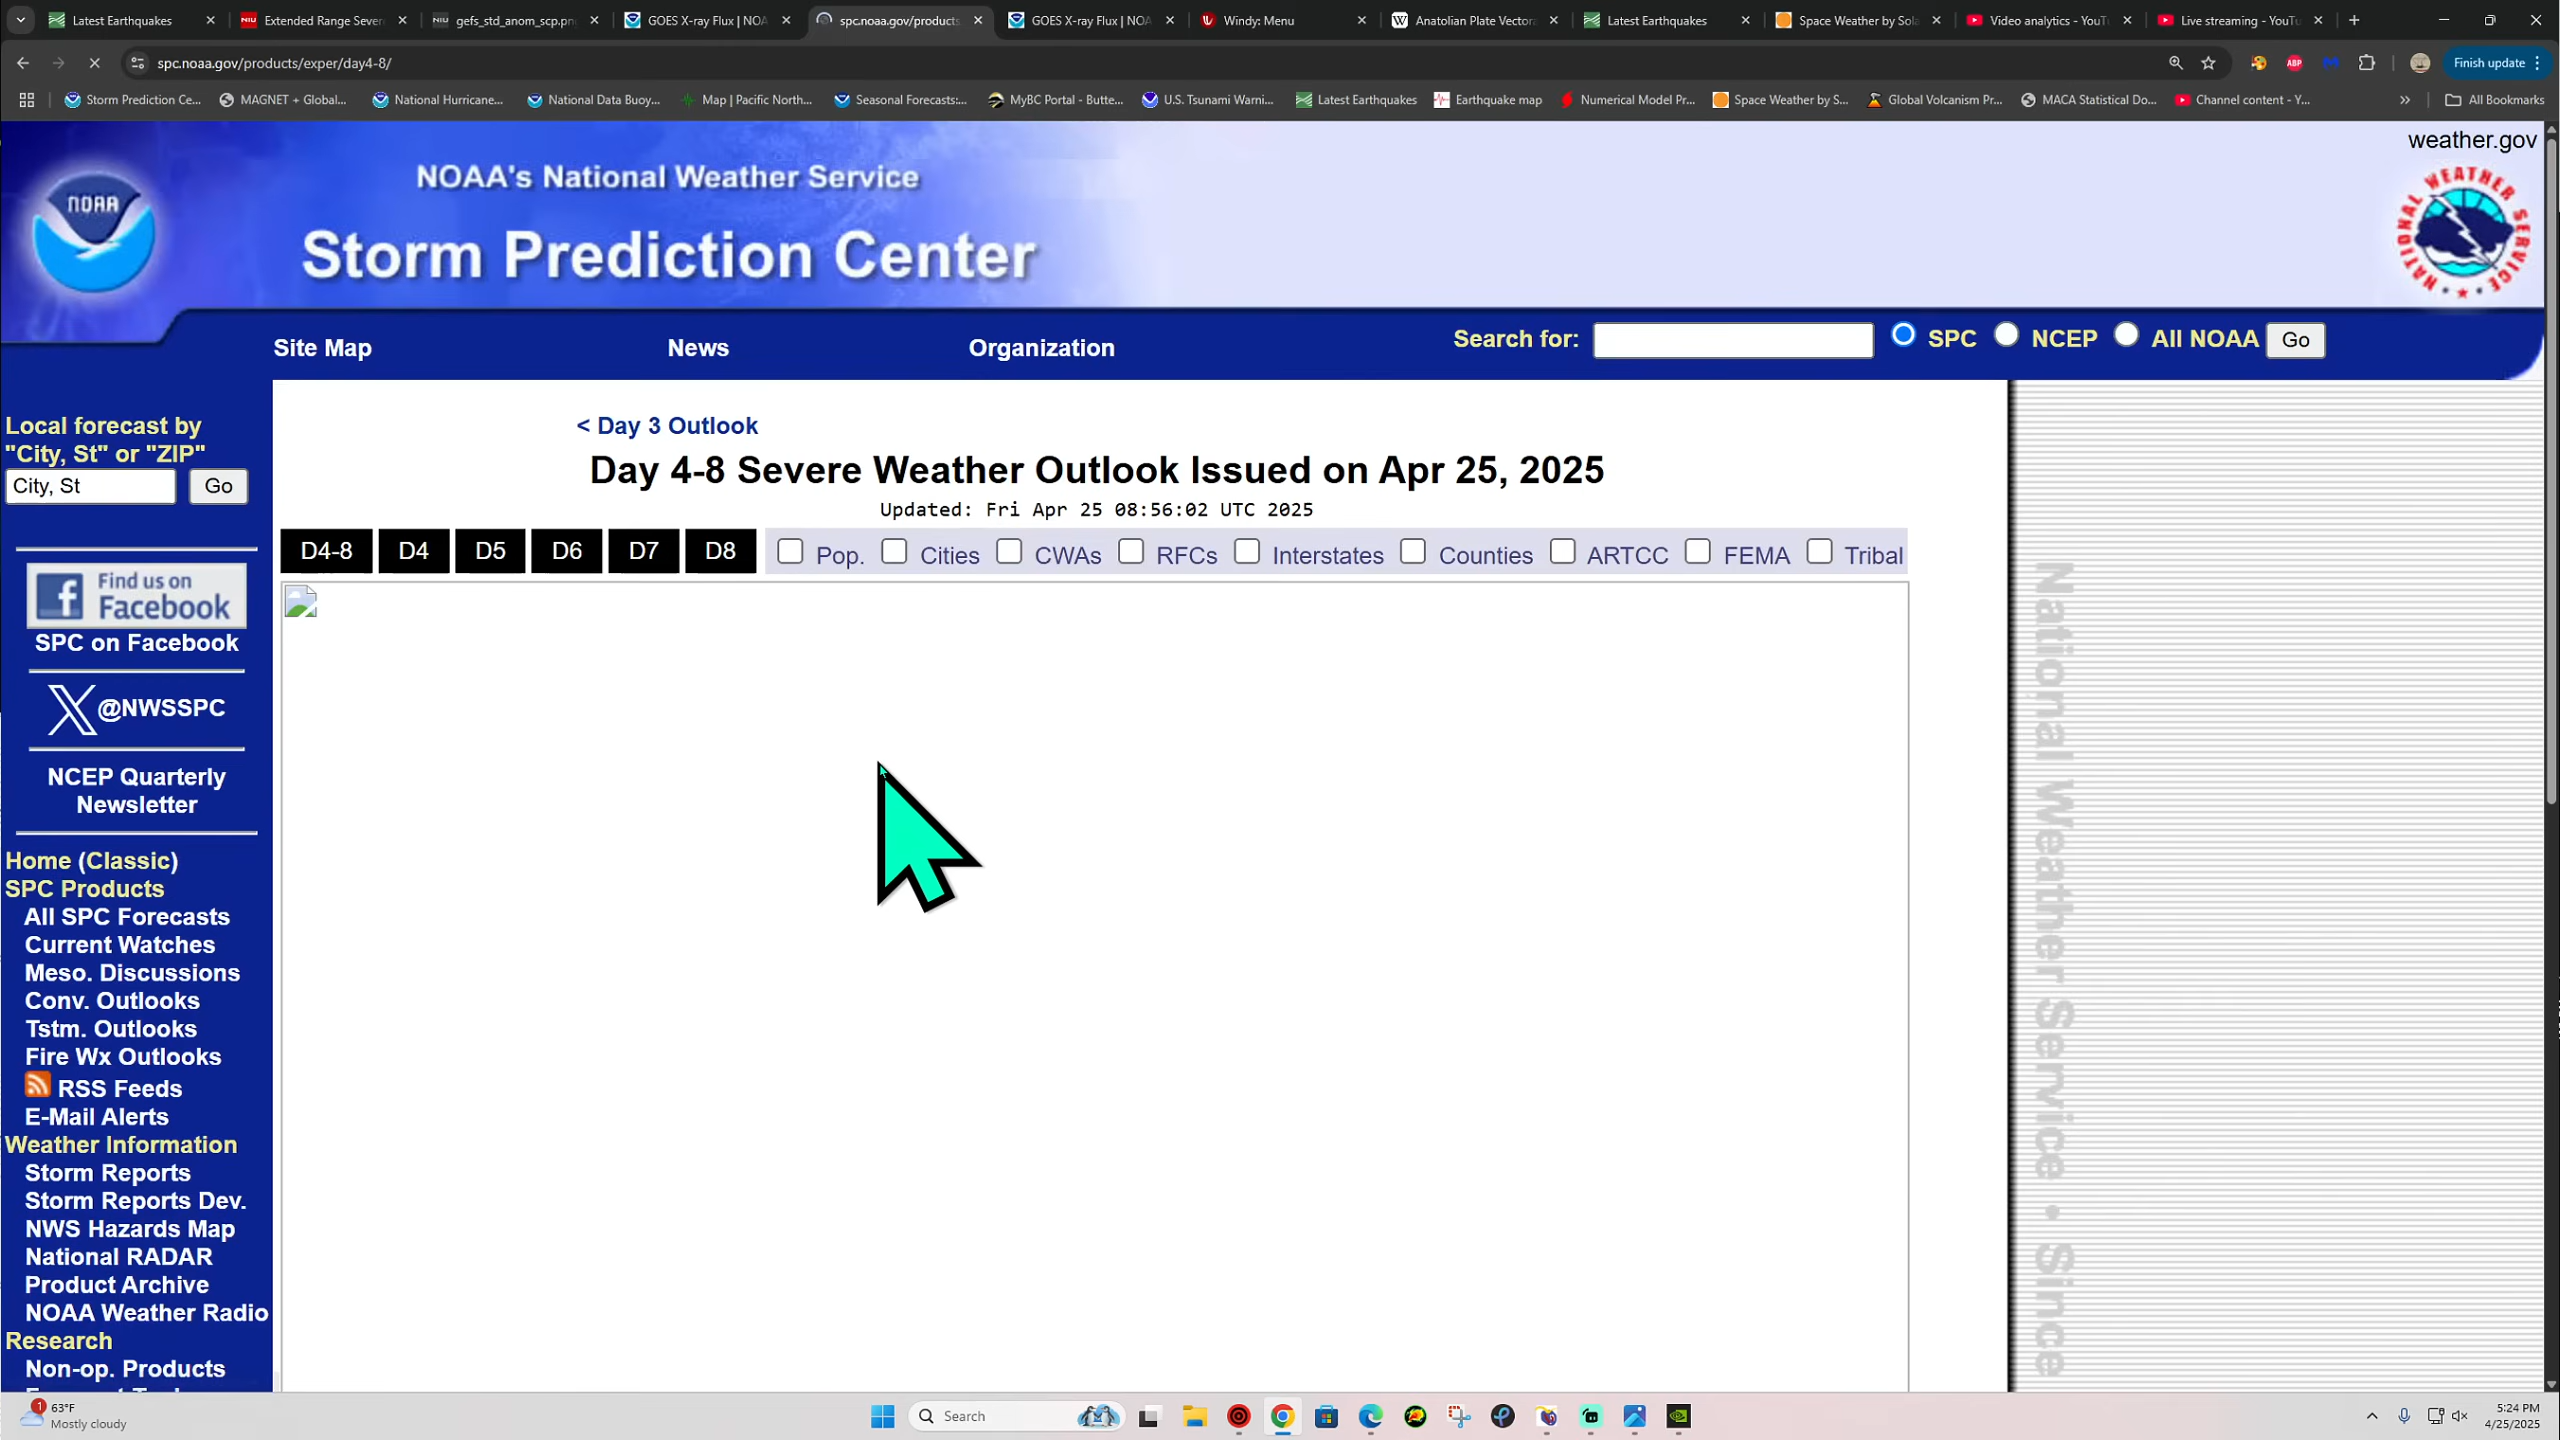 Latest Earthquakes
Extended Range Sever
gefs_std_anom_scp.pn
GOES X-ray Flux | NOA
spc.noaa.gov/products
GOES X-ray Flux | NOA
Windy: Menu
Anatolian Plate Vector
Latest Earthquakes
Space Weather by Sola
Video analytics - YouTu
Live streaming - YouTu
spc.noaa.gov/products/exper/day4-8/
ABP
Finish update
Storm Prediction Ce...
MAGNET + Global...
National Hurricane...
National Data Buoy...
Map | Pacific North...
Seasonal Forecasts:...
MyBC Portal - Butte...
U.S. Tsunami Warni...
Latest Earthquakes
Earthquake map
Numerical Model Pr...
Space Weather by S...
Global Volcanism Pr...
MACA Statistical Do...
Channel content - Y...
All Bookmarks
weather.gov
NOAA
NOAA's National Weather Service
Storm Prediction Center
NATIONAL WEATHER SERVICE
Site Map
News
Organization
Search for:
SPC
NCEP
All NOAA
Go
Local forecast by
"City, St" or "ZIP"
City, St
Go
Find us on
Facebook
SPC on Facebook
@NWSSPC
NCEP Quarterly
Newsletter
Home (Classic)
SPC Products
All SPC Forecasts
Current Watches
Meso. Discussions
Conv. Outlooks
Tstm. Outlooks
Fire Wx Outlooks
RSS Feeds
E-Mail Alerts
Weather Information
Storm Reports
Storm Reports Dev.
NWS Hazards Map
National RADAR
Product Archive
NOAA Weather Radio
Research
Non-op. Products
< Day 3 Outlook
Day 4-8 Severe Weather Outlook Issued on Apr 25, 2025
Updated: Fri Apr 25 08:56:02 UTC 2025
D4-8
D4
D5
D6
D7
D8
Pop.
Cities
CWAs
RFCs
Interstates
Counties
ARTCC
FEMA
Tribal
National Weather Service • Since
1
63°F
Mostly cloudy
Search
5:24 PM
4/25/2025